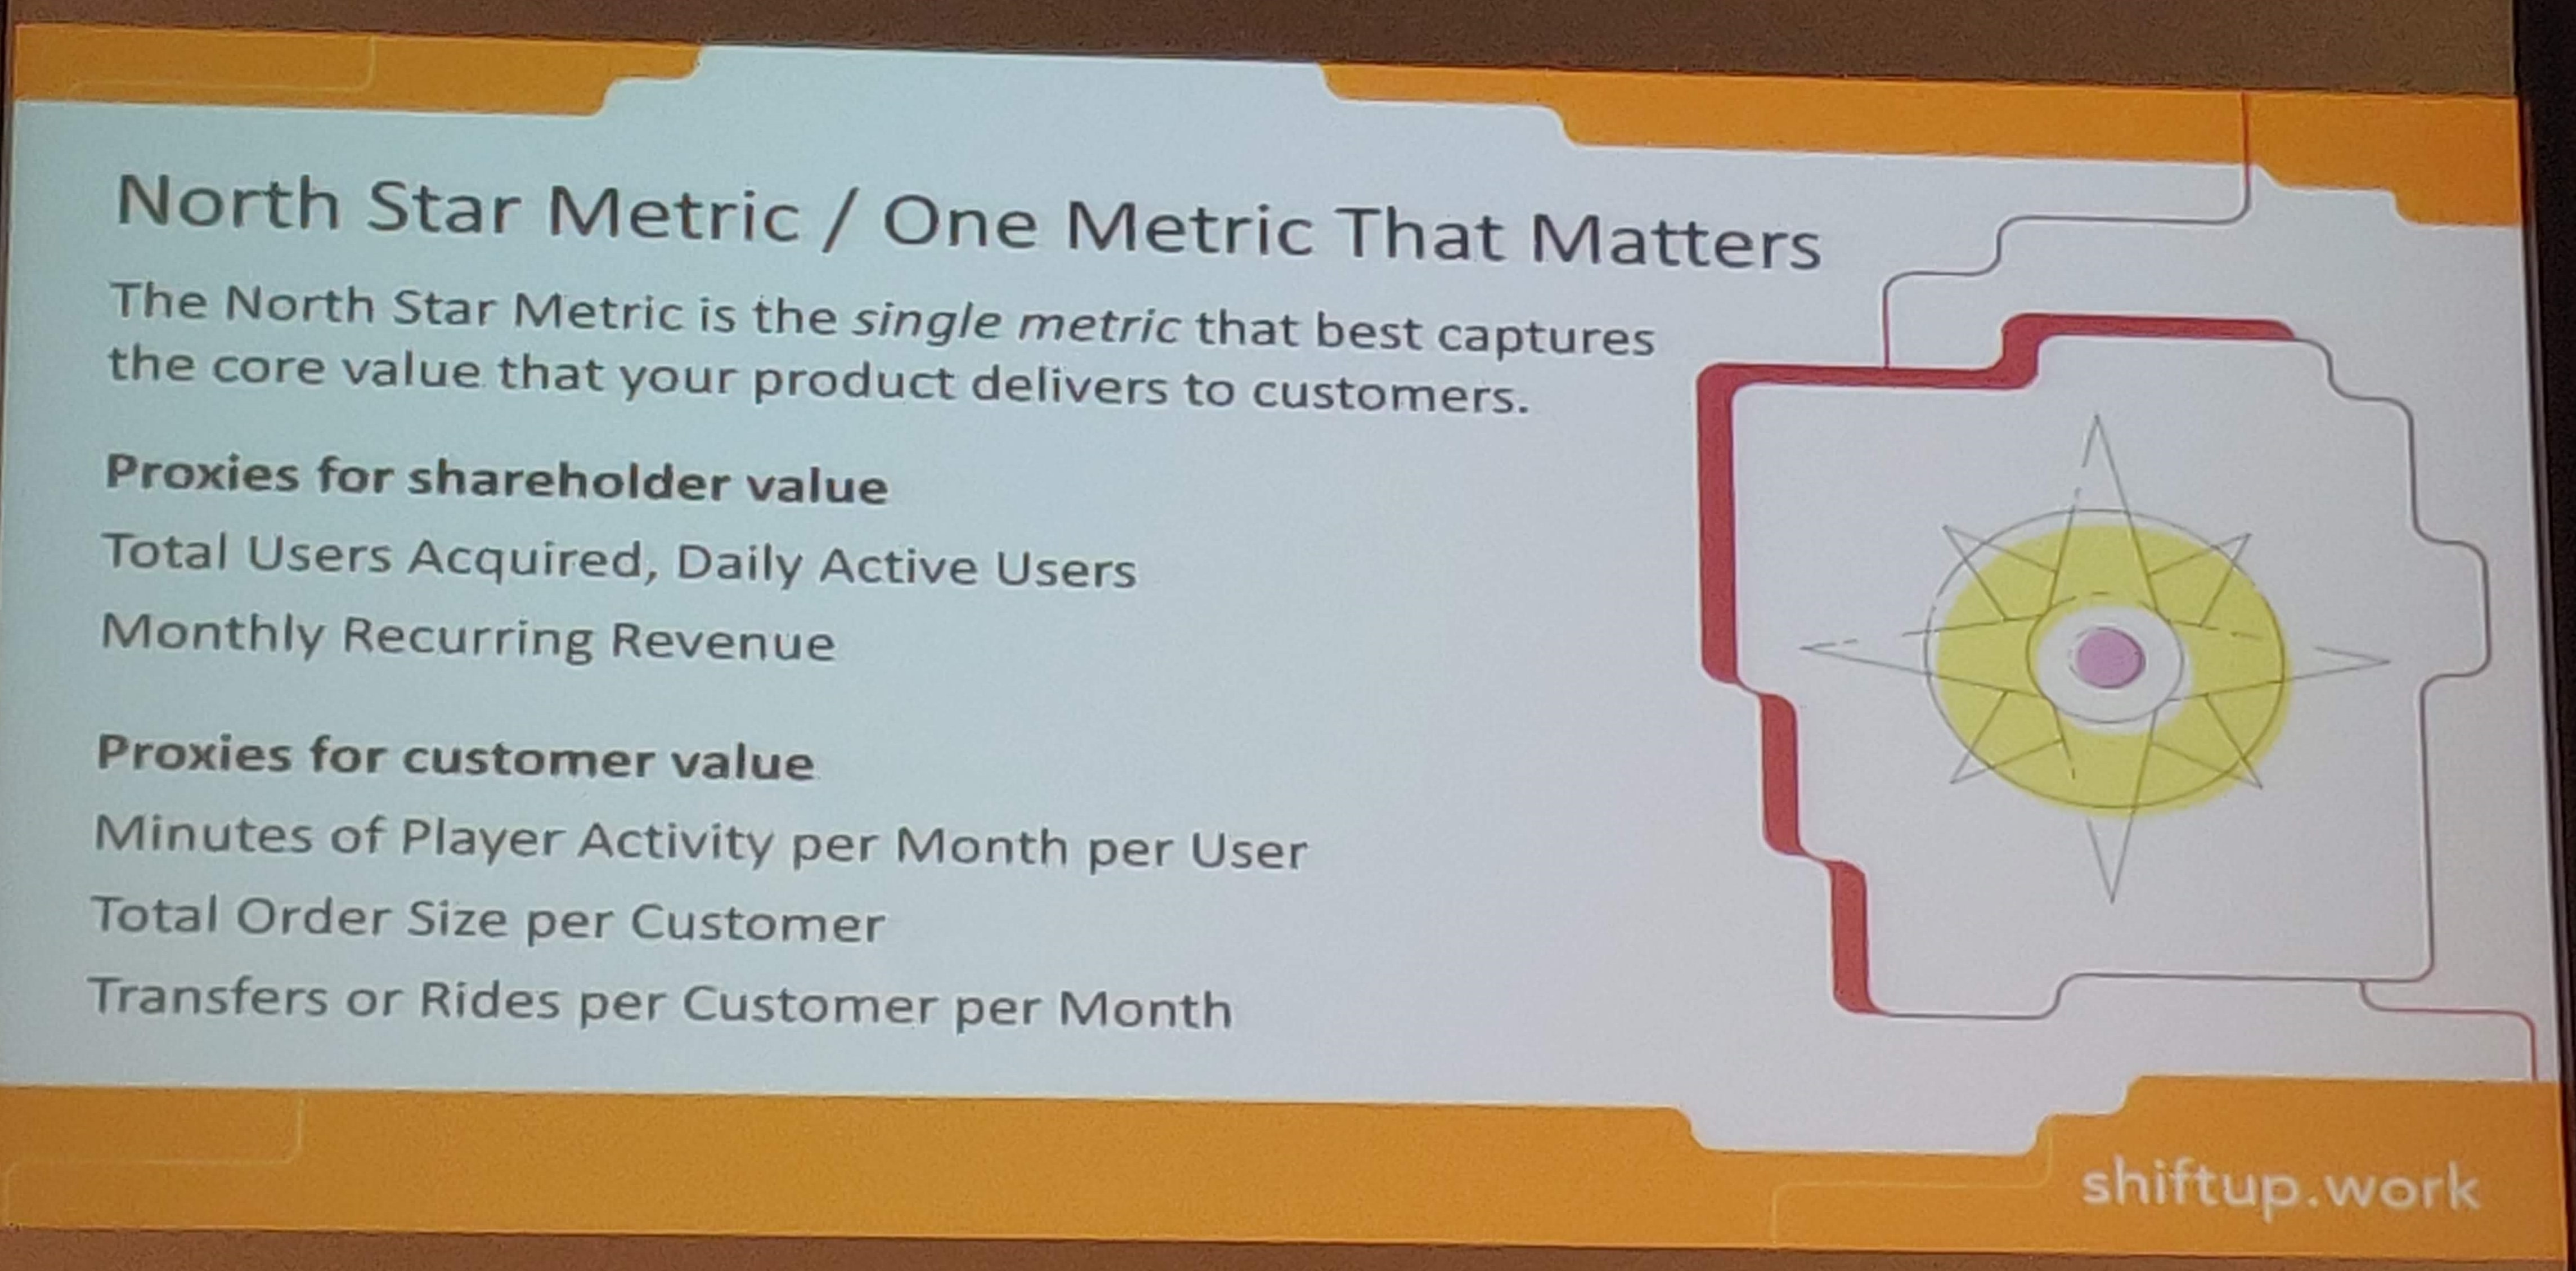 North Star Metric / One Metric That Matters
The North Star Metric is the single metric that best captures
the core value that your product delivers to customers.
Proxies for shareholder value
Total Users Acquired, Daily Active Users
Monthly Recurring Revenue
Proxies for customer value
Minutes of Player Activity per Month per User
Total Order Size per Customer
Transfers or Rides per Customer per Month
shiftup.work